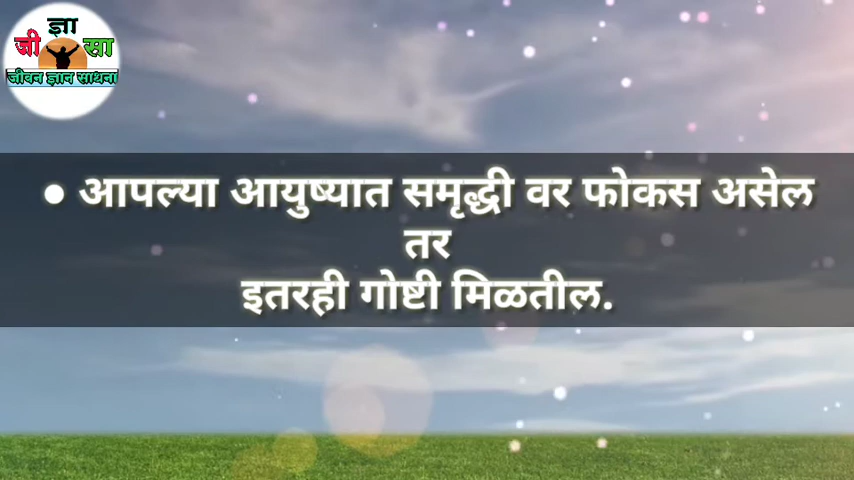 ज्ञा
जी सा
जीवन ज्ञान साधना
● आपल्या आयुष्यात समृद्धी वर फोकस असेल
तर
इतरही गोष्टी मिळतील.